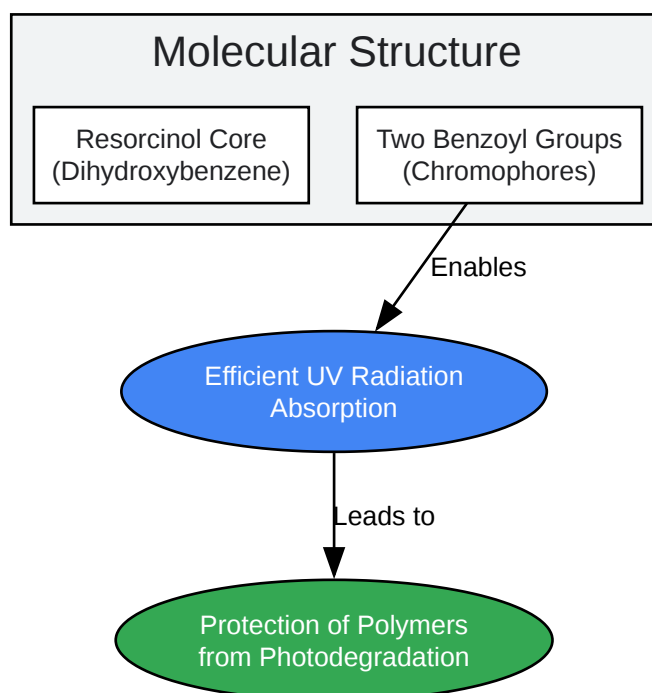 Molecular Structure
Resorcinol Core
(Dihydroxybenzene)
Two Benzoyl Groups
(Chromophores)
Enables
Efficient UV Radiation
Absorption
Leads to
Protection of Polymers
from Photodegradation